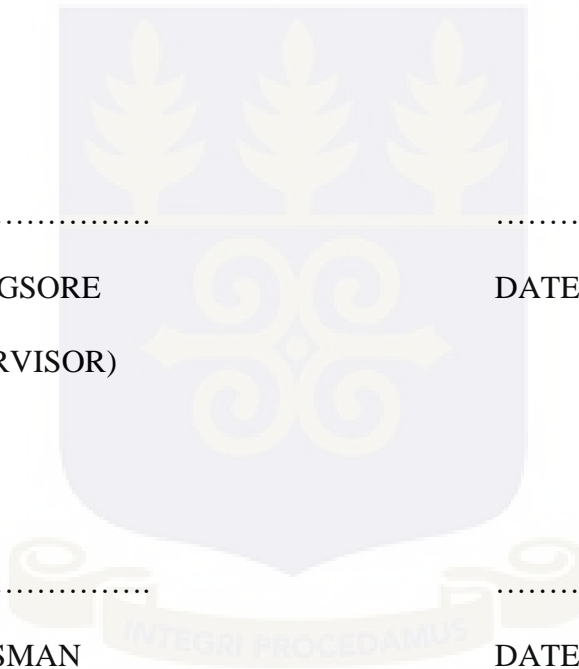 ……………. ………
GSORE DATE
RVISOR)
……………. ………
SMAN DATE
INTEGRI PROCEDAMUS